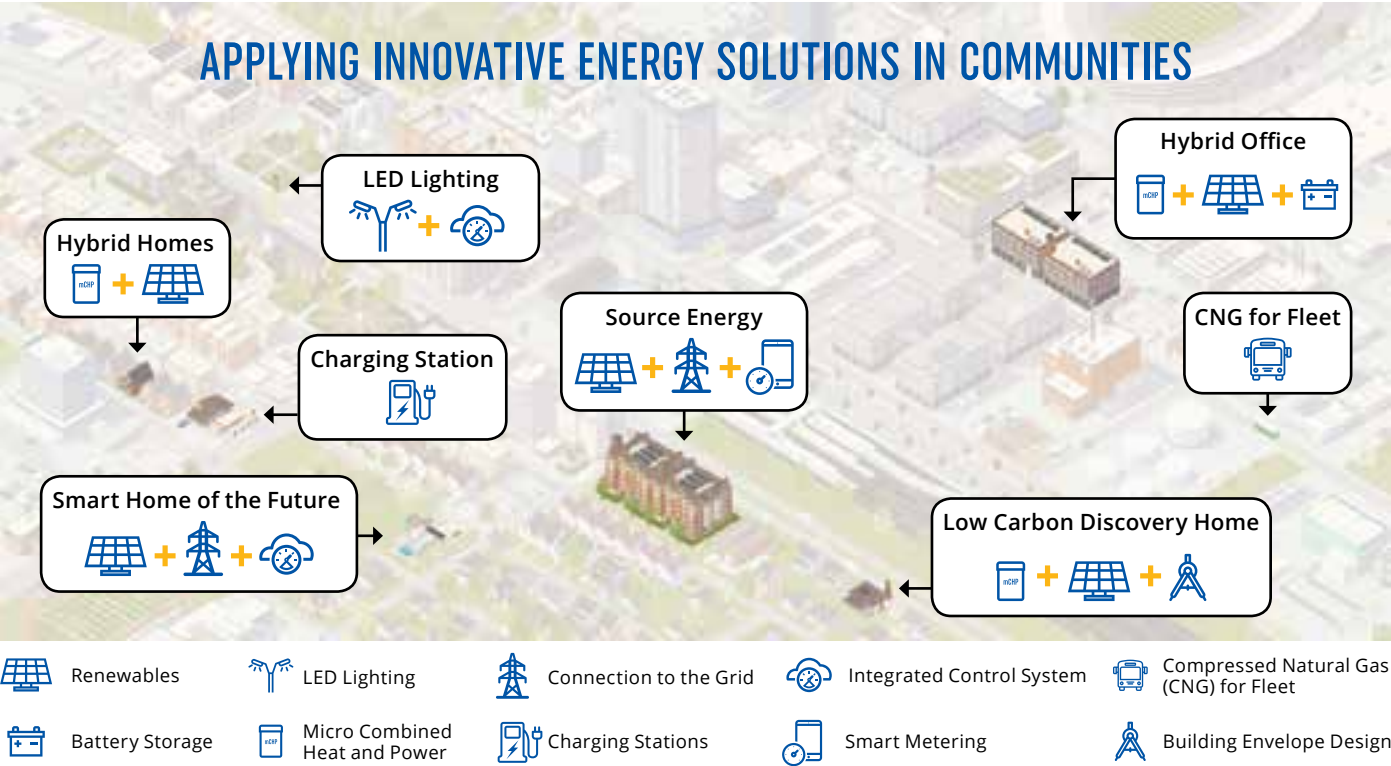 APPLYING INNOVATIVE ENERGY SOLUTIONS IN COMMUNITIES
Hybrid Office
mCHP
LED Lighting
Hybrid Homes
mCHP
Source Energy
CNG for Fleet
Charging Station
Smart Home of the Future
Low Carbon Discovery Home
mCHP
Renewables
LED Lighting
Connection to the Grid
Integrated Control System
Compressed Natural Gas
(CNG) for Fleet
Battery Storage
mCHP
Micro Combined
Heat and Power
Charging Stations
Smart Metering
Building Envelope Design